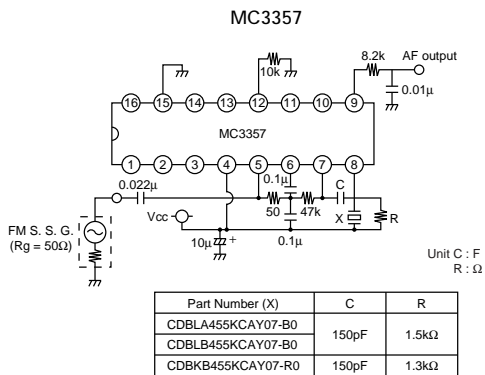 MC3357
8.2k AF output
10k
0.01μ
16 15 14 13 12 11 10 9
MC3357
1 2 3 4 5 6 7 8
0.1μ
0.022μ
C
50 47k
Vcc
X R
FM S. S. G.
(Rg = 50Ω)
10μ +
0.1μ
Unit C : F
R : Ω
Part Number (X) C R
CDBLA455KCAY07-B0
150pF 1.5kΩ
CDBLB455KCAY07-B0
CDBKB455KCAY07-R0 150pF 1.3kΩ